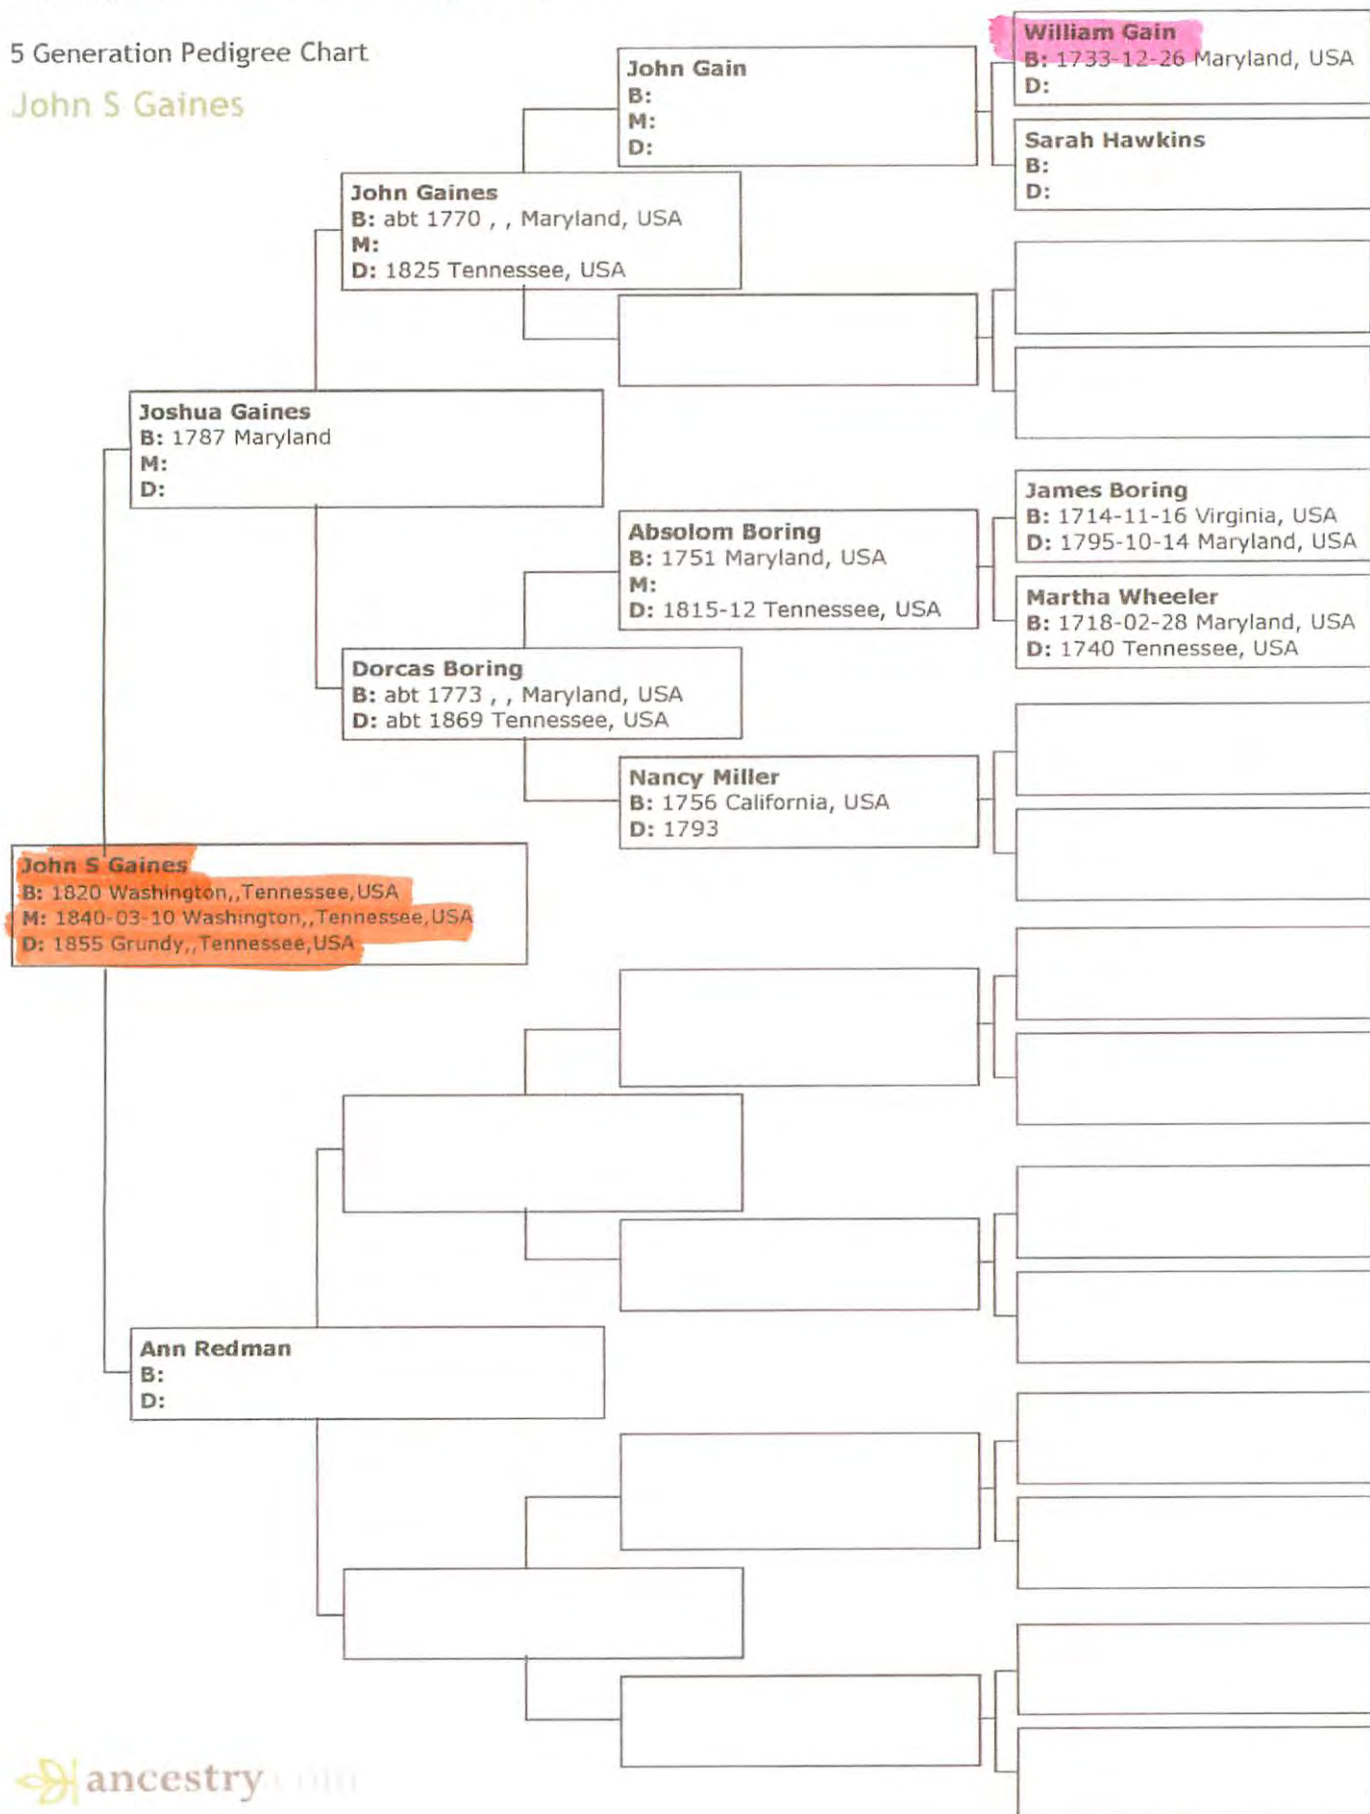 5 Generation Pedigree Chart
John S Gaines
William Gain
B: 1733-12-26 Maryland, USA
D:
Sarah Hawkins
B:
D:
John Gain
B:
M:
D:
John Gaines
B: abt 1770 , , Maryland, USA
M:
D: 1825 Tennessee, USA
Joshua Gaines
B: 1787 Maryland
M:
D:
James Boring
B: 1714-11-16 Virginia, USA
D: 1795-10-14 Maryland, USA
Absolom Boring
B: 1751 Maryland, USA
M:
D: 1815-12 Tennessee, USA
Martha Wheeler
B: 1718-02-28 Maryland, USA
D: 1740 Tennessee, USA
Dorcas Boring
B: abt 1773 , , Maryland, USA
D: abt 1869 Tennessee, USA
Nancy Miller
B: 1756 California, USA
D: 1793
John S Gaines
B: 1820 Washington,,Tennessee,USA
M: 1840-03-10 Washington,,Tennessee,USA
D: 1855 Grundy,,Tennessee,USA
Ann Redman
B:
D:
ancestry.com